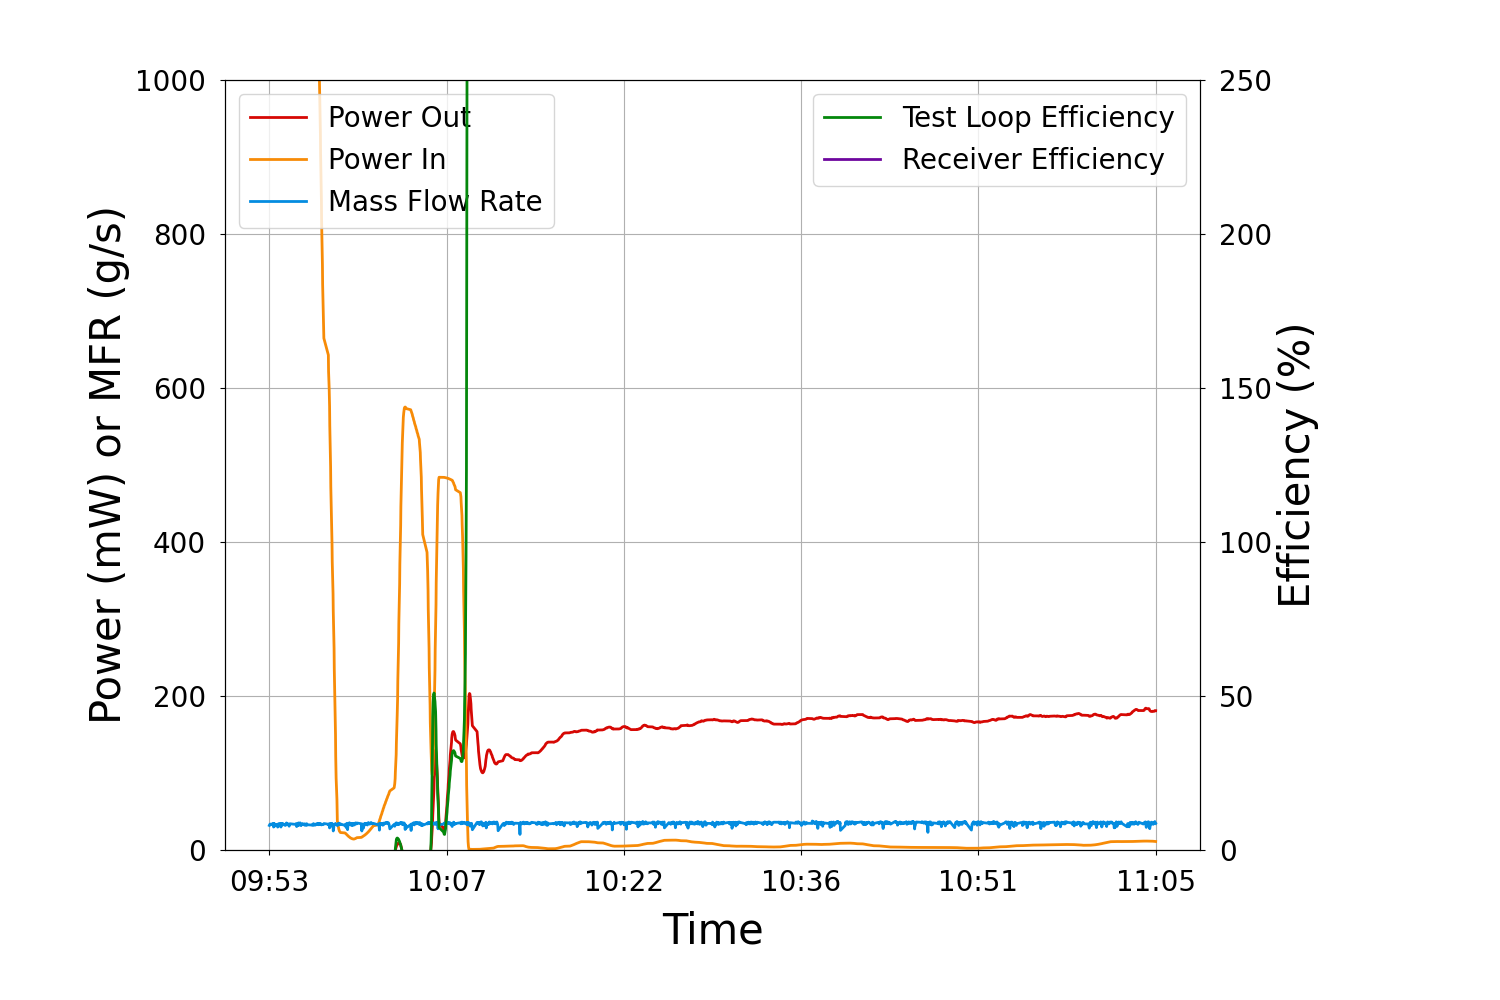 1000
800
600
400
200
0
Power (mW) or MFR (g/s)
Power Out
Power In
Mass Flow Rate
Test Loop Efficiency
Receiver Efficiency
250
200
150
100
50
0
Efficiency (%)
09:53
10:07
10:22
10:36
10:51
11:05
Time